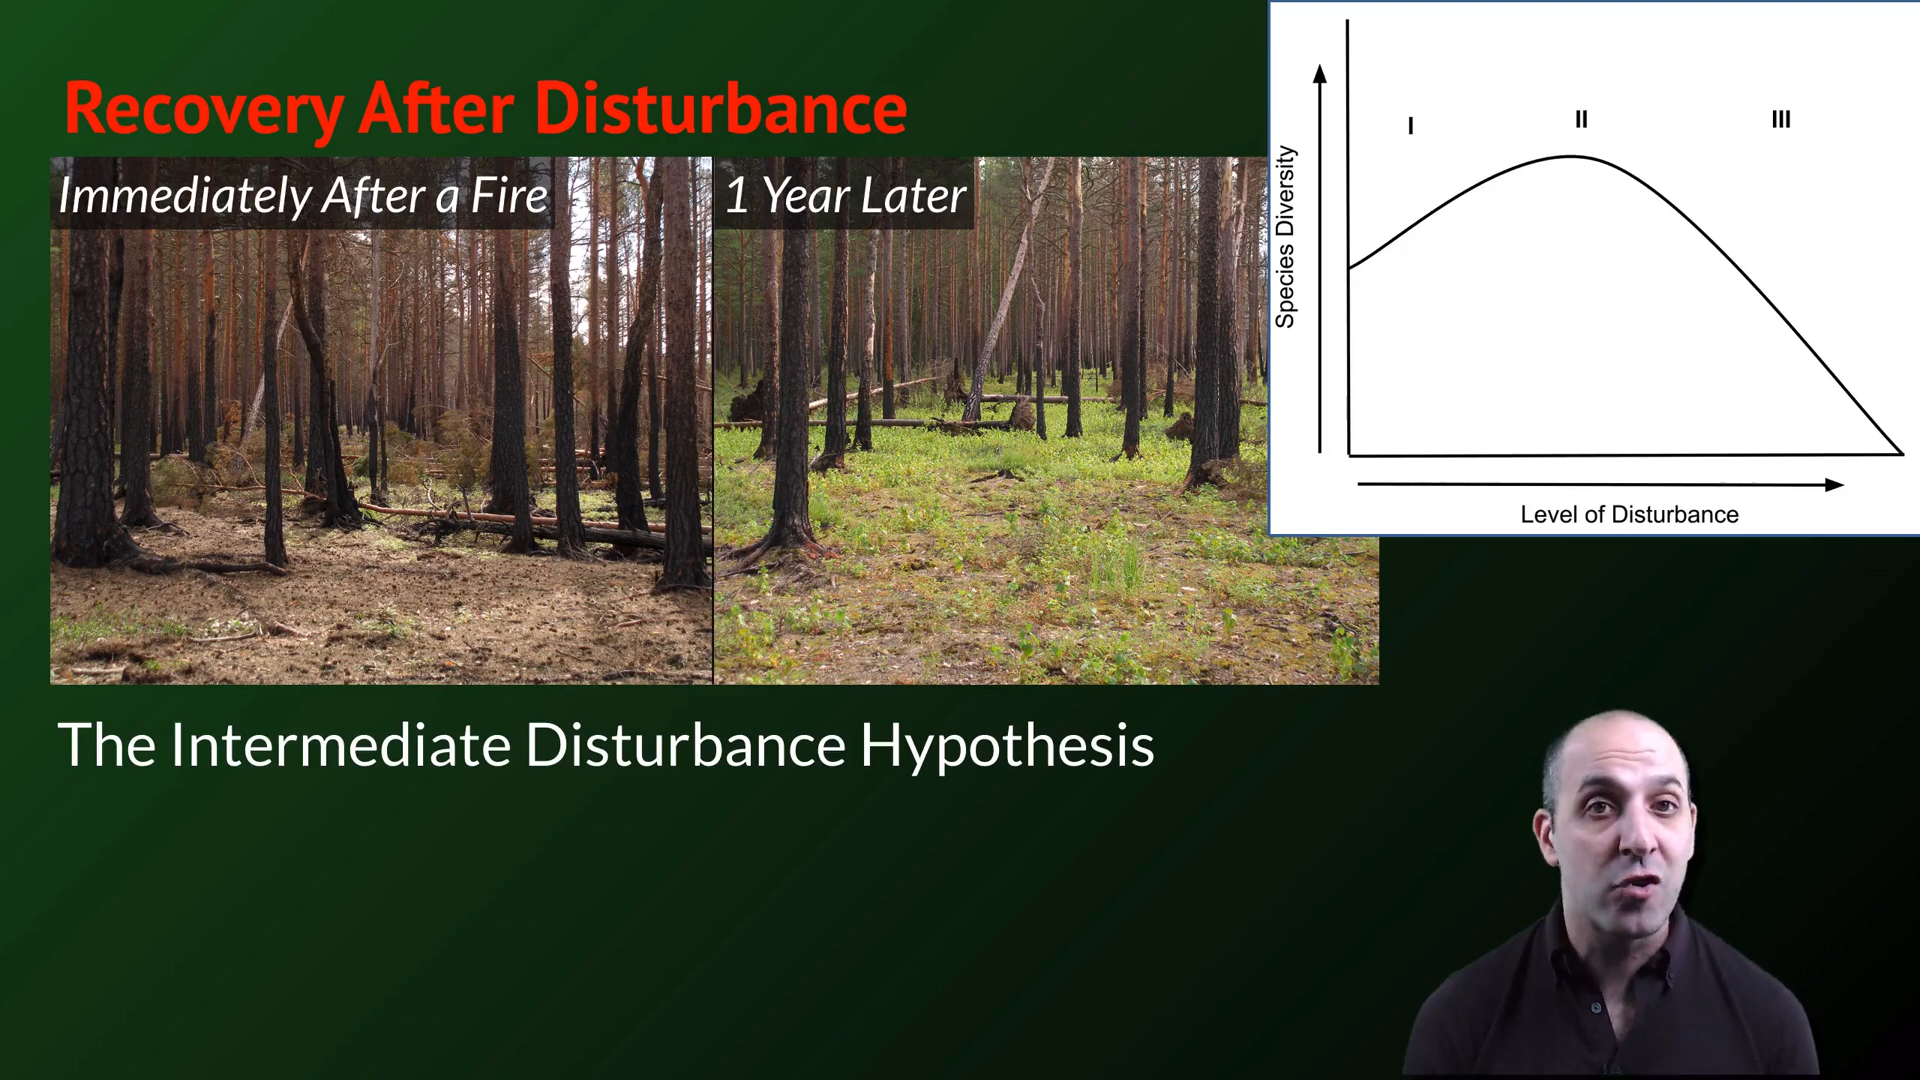 Recovery After Disturbance
Immediately After a Fire
1 Year Later
The Intermediate Disturbance Hypothesis
I
II
III
Species Diversity
Level of Disturbance